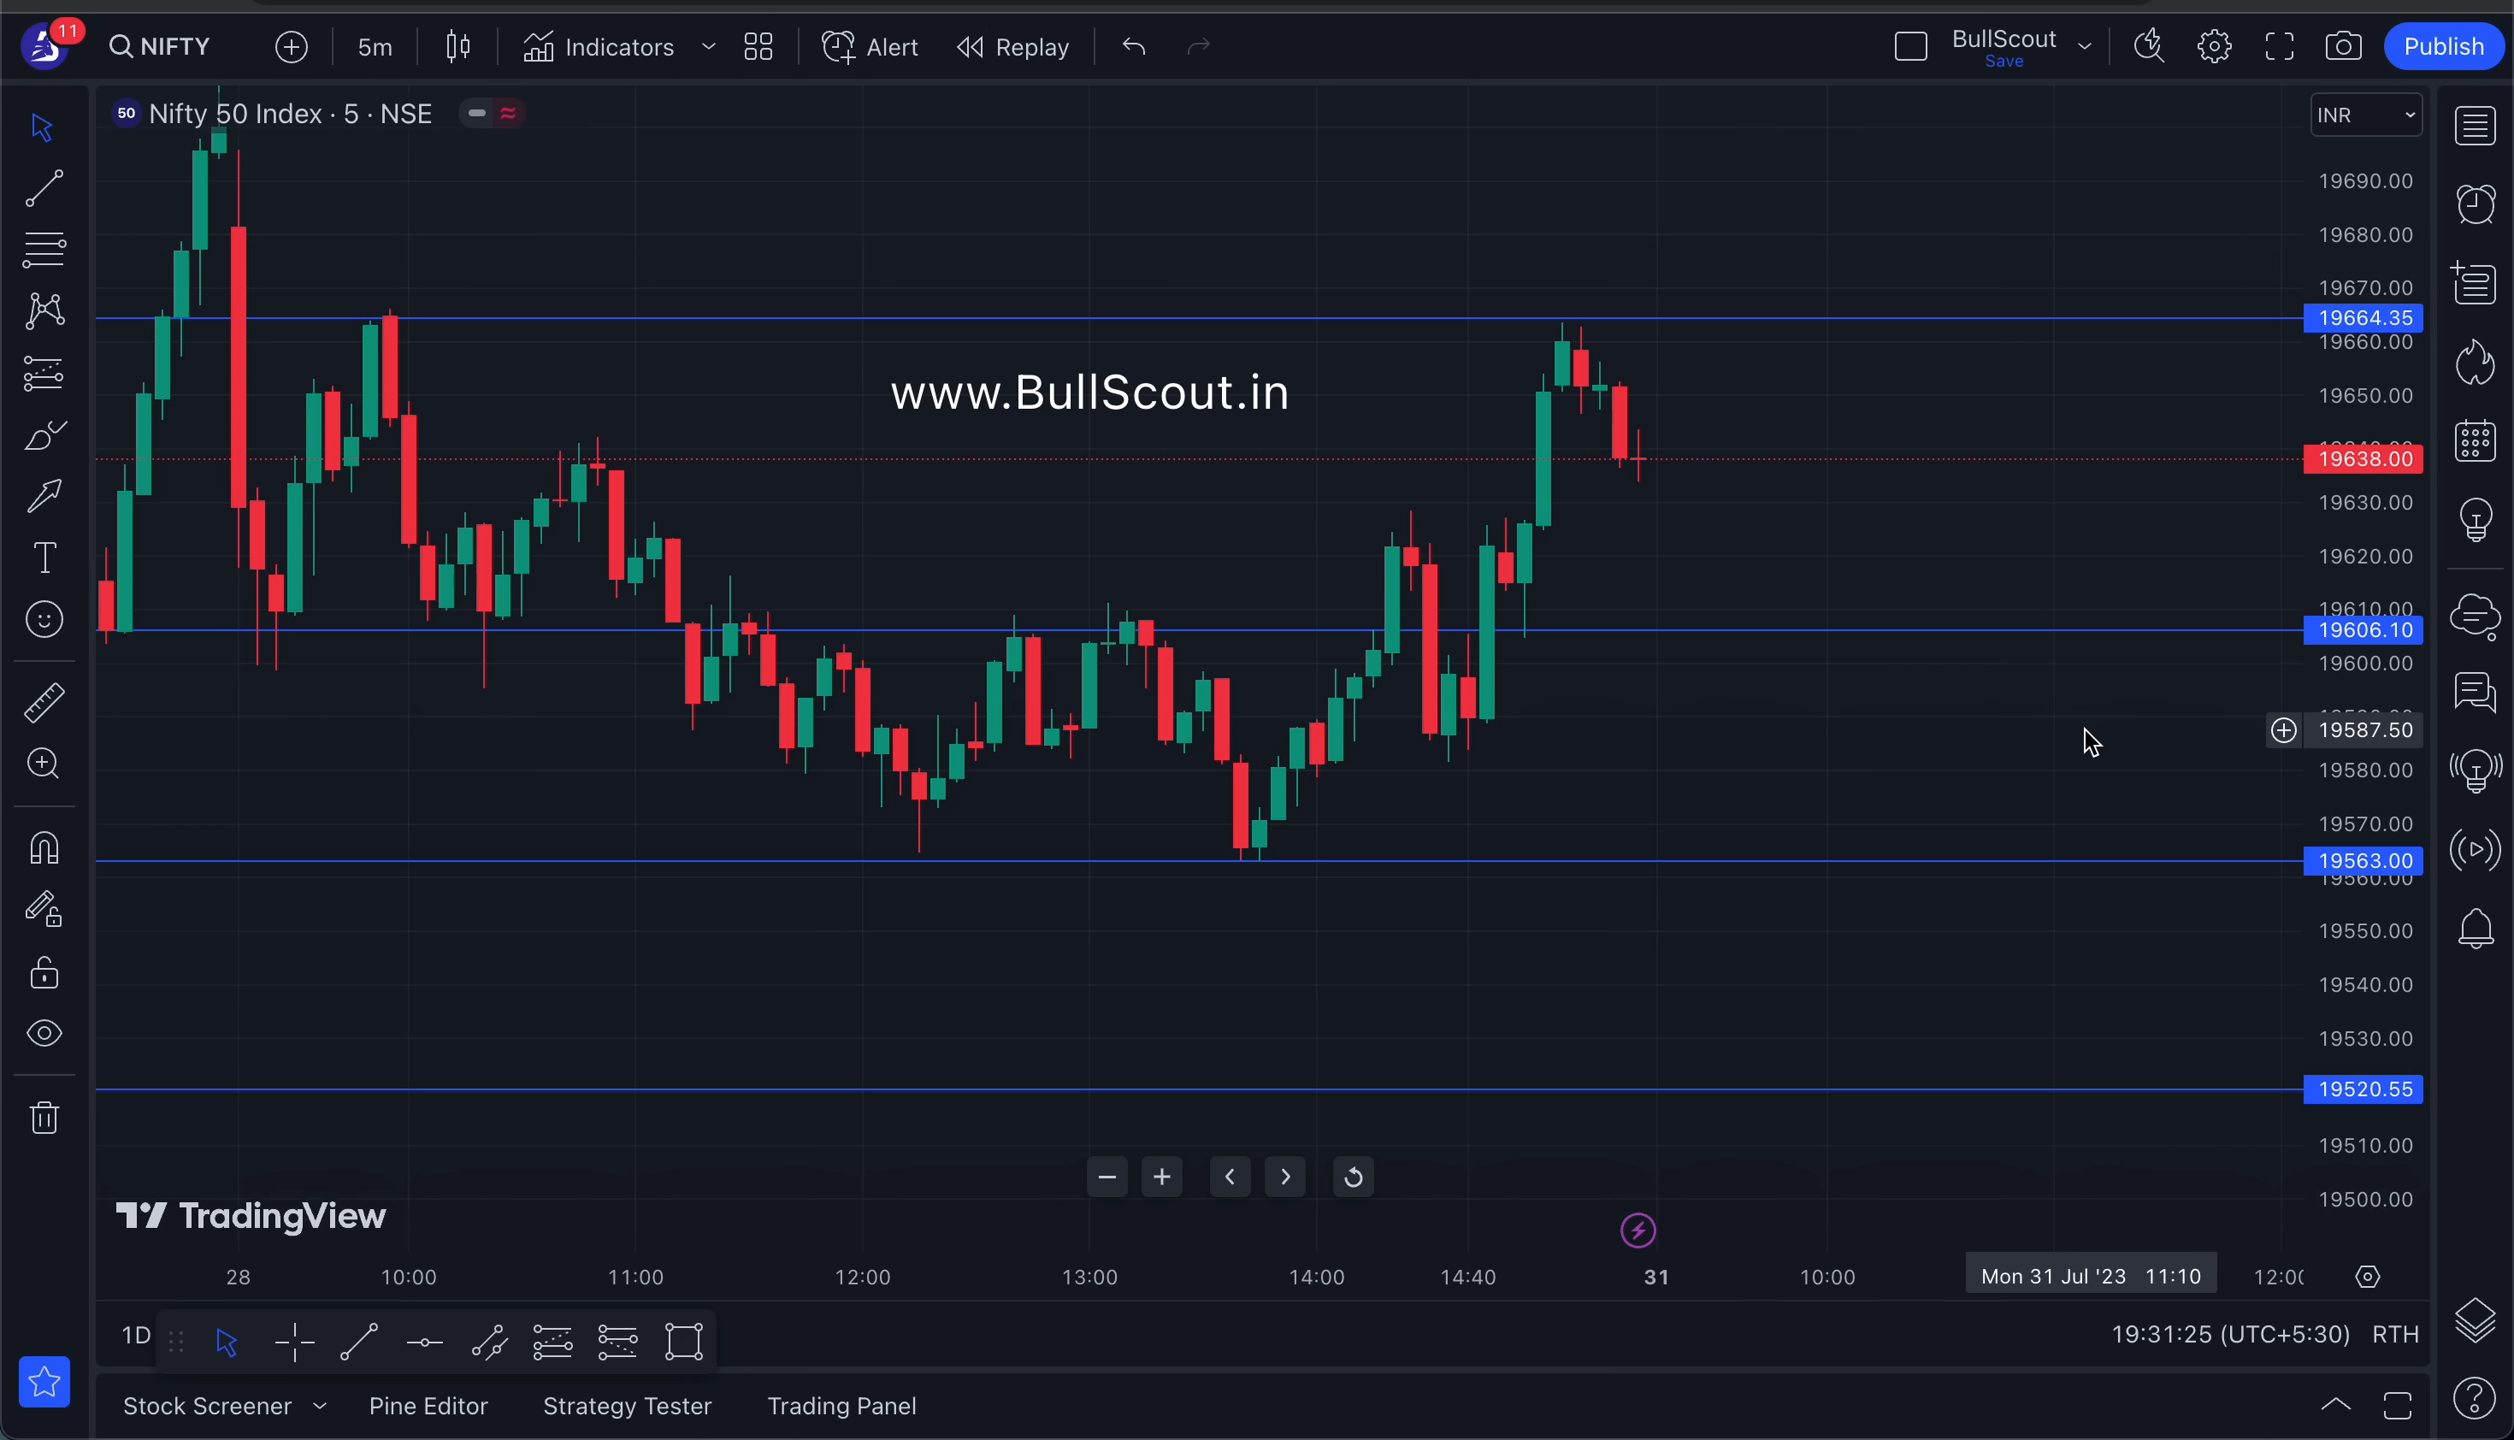 11
NIFTY
5m
Indicators
Alert
Replay
BullScout
Save
Publish
50 Nifty 50 Index · 5 · NSE
INR
19690.00
19680.00
19670.00
19664.35
19660.00
www.BullScout.in
19650.00
19638.00
19630.00
19620.00
19610.00
19606.10
19600.00
19587.50
19580.00
19570.00
19563.00
19560.00
19550.00
19540.00
19530.00
19520.55
19510.00
19500.00
TradingView
28 10:00 11:00 12:00 13:00 14:00 14:40 31 10:00 Mon 31 Jul '23 11:10 12:00
1D
19:31:25 (UTC+5:30) RTH
Stock Screener Pine Editor Strategy Tester Trading Panel